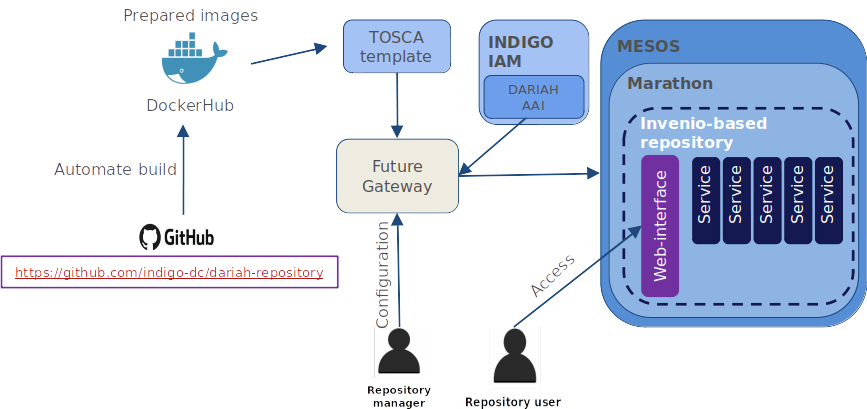 Prepared images
DockerHub
Automate build
GitHub
https://github.com/indigo-dc/dariah-repository
TOSCA
template
INDIGO
IAM
DARIAH
AAI
Future
Gateway
Configuration
Repository
manager
Access
Repository user
MESOS
Marathon
Invenio-based
repository
Web-interface
Service
Service
Service
Service
Service